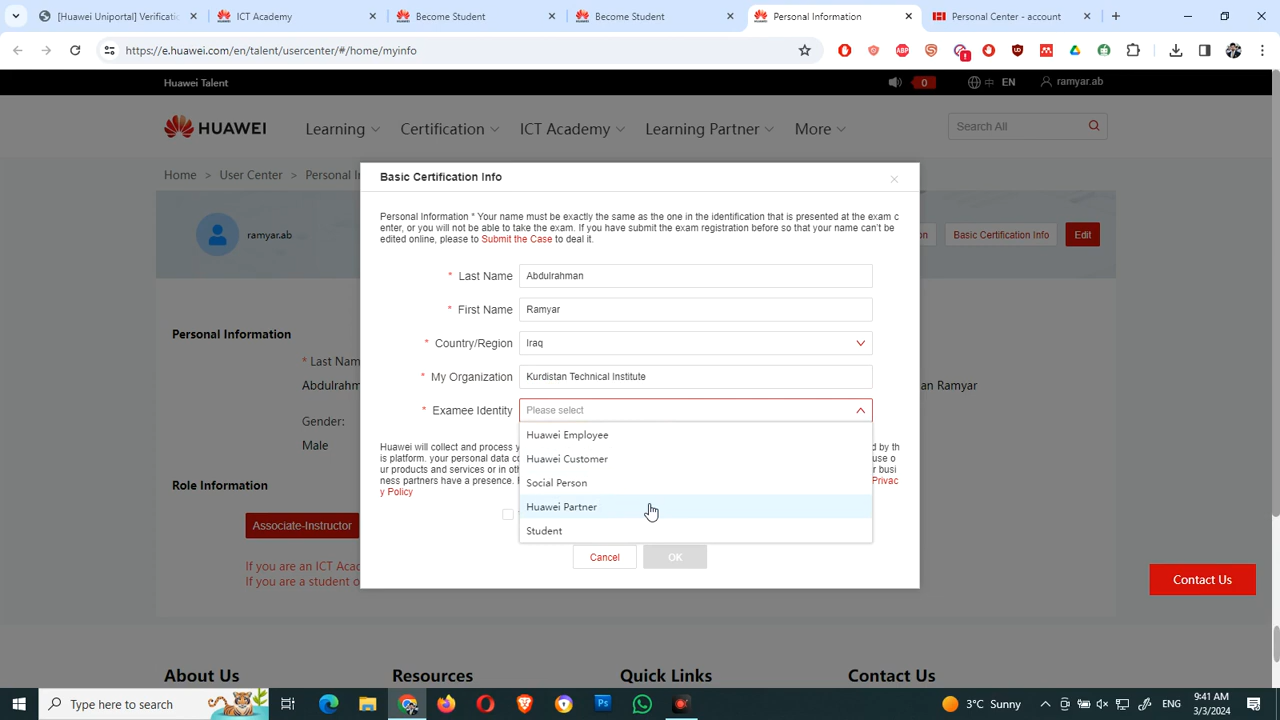 [Huawei Uniportal] Verificati
ICT Academy
Become Student
Become Student
Personal Information
Personal Center - account
https://e.huawei.com/en/talent/usercenter/#/home/myinfo
Huawei Talent
0
中 EN
ramyar.ab
HUAWEI
Learning
Certification
ICT Academy
Learning Partner
More
Search All
Home > User Center > Personal I
ramyar.ab
on
Basic Certification Info
Edit
Basic Certification Info
Personal Information * Your name must be exactly the same as the one in the identification that is presented at the exam c
enter, or you will not be able to take the exam. If you have submit the exam registration before so that your name can't be
edited online, please to Submit the Case to deal it.
* Last Name
Abdulrahman
* First Name
Ramyar
* Country/Region
Iraq
* My Organization
Kurdistan Technical Institute
* Examee Identity
Please select
Huawei Employee
Huawei Customer
Social Person
Huawei Partner
Student
Huawei will collect and process y
d by th
is platform. your personal data co
use o
ur products and services or in oth
r busi
ness partners have a presence.
Privac
y Policy
Cancel
OK
Personal Information
* Last Nam
Abdulrahm
an Ramyar
Gender:
Male
Role Information
Associate-Instructor
If you are an ICT Acad
If you are a student o
Contact Us
About Us
Resources
Quick Links
Contact Us
Type here to search
3°C Sunny
ENG
9:41 AM
3/3/2024